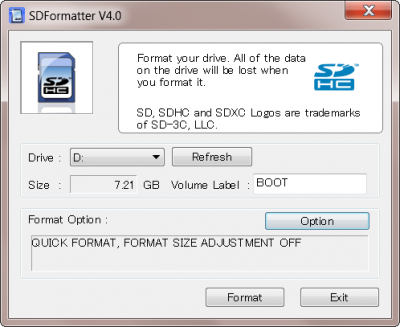 SDFormatter V4.0
SD
HC
Format your drive. All of the data
on the drive will be lost when
you format it.
SD
HC
SD, SDHC and SDXC Logos are trademarks
of SD-3C, LLC.
Drive : D: Refresh
Size : 7.21 GB Volume Label : BOOT
Format Option : Option
QUICK FORMAT, FORMAT SIZE ADJUSTMENT OFF
Format Exit